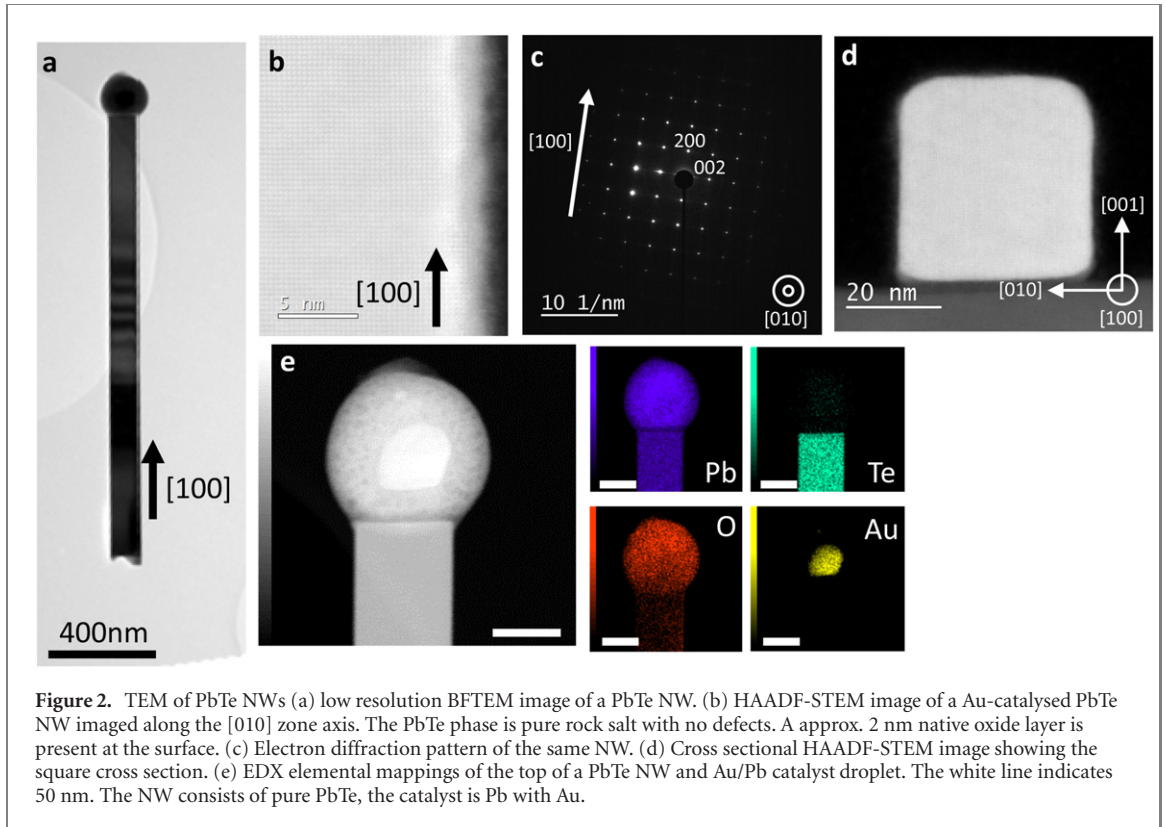 a
[100]
400nm
b
5 nm
[100]
c
[100]
200
002
10 1/nm
[010]
d
[001]
[010]
[100]
20 nm
e
Pb
Te
O
Au
Figure 2. TEM of PbTe NWs (a) low resolution BFTEM image of a PbTe NW. (b) HAADF-STEM image of a Au-catalysed PbTe
NW imaged along the [010] zone axis. The PbTe phase is pure rock salt with no defects. A approx. 2 nm native oxide layer is
present at the surface. (c) Electron diffraction pattern of the same NW. (d) Cross sectional HAADF-STEM image showing the
square cross section. (e) EDX elemental mappings of the top of a PbTe NW and Au/Pb catalyst droplet. The white line indicates
50 nm. The NW consists of pure PbTe, the catalyst is Pb with Au.